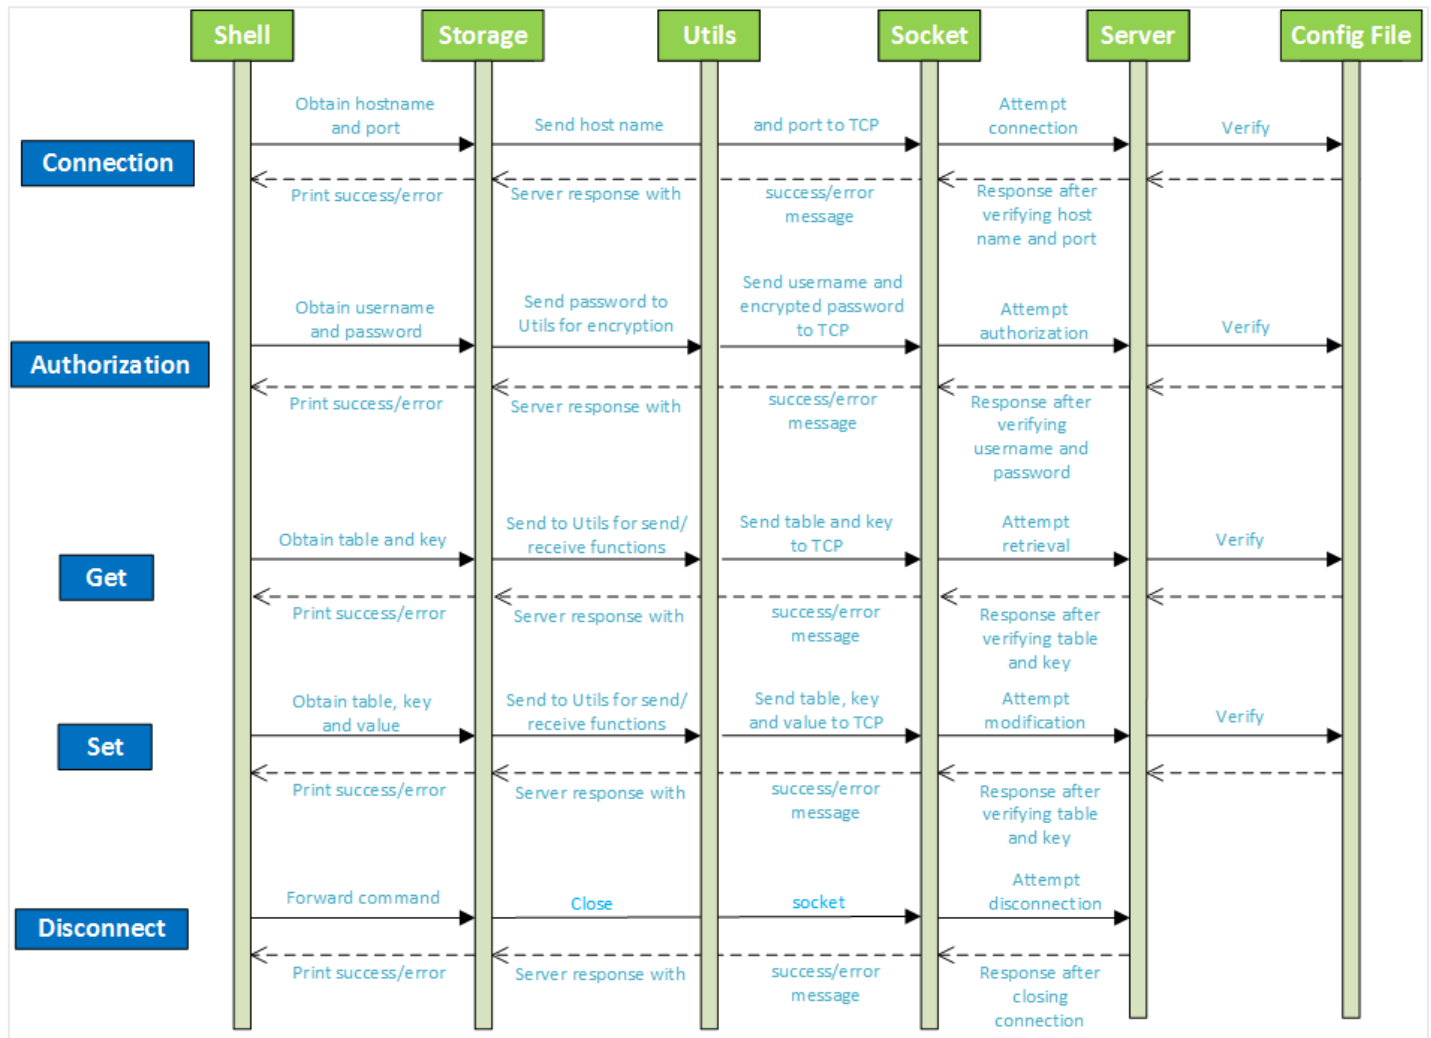 Shell
Storage
Utils
Socket
Server
Config File
Connection
Obtain hostname
and port
Send host name
and port to TCP
Attempt
connection
Verify
Print success/error
Server response with
success/error
message
Response after
verifying host
name and port
Authorization
Obtain username
and password
Send password to
Utils for encryption
Send username and
encrypted password
to TCP
Attempt
authorization
Verify
Print success/error
Server response with
success/error
message
Response after
verifying
username and
password
Get
Obtain table and key
Send to Utils for send/
receive functions
Send table and key
to TCP
Attempt
retrieval
Verify
Print success/error
Server response with
success/error
message
Response after
verifying table
and key
Set
Obtain table, key
and value
Send to Utils for send/
receive functions
Send table, key
and value to TCP
Attempt
modification
Verify
Print success/error
Server response with
success/error
message
Response after
verifying table
and key
Disconnect
Forward command
Close
socket
Attempt
disconnection
Print success/error
Server response with
success/error
message
Response after
closing
connection